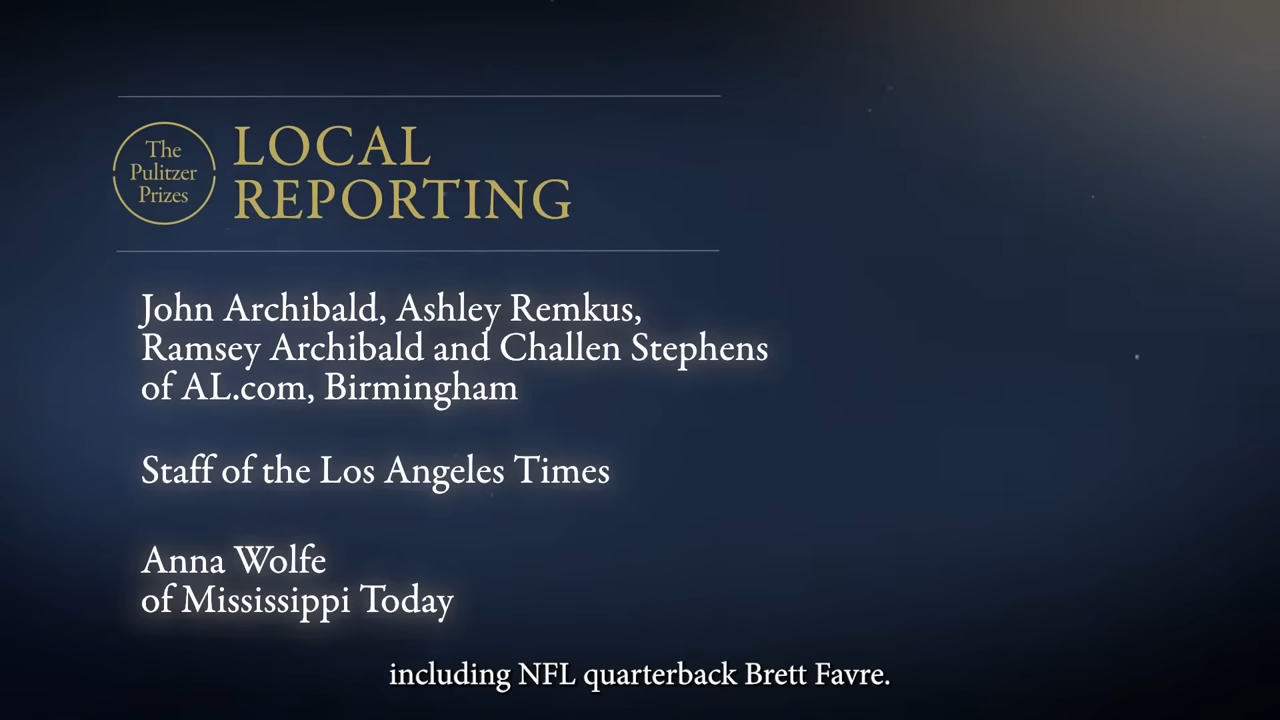 The
Pulitzer
Prizes
LOCAL
REPORTING
John Archibald, Ashley Remkus,
Ramsey Archibald and Challen Stephens
of AL.com, Birmingham
Staff of the Los Angeles Times
Anna Wolfe
of Mississippi Today
including NFL quarterback Brett Favre.